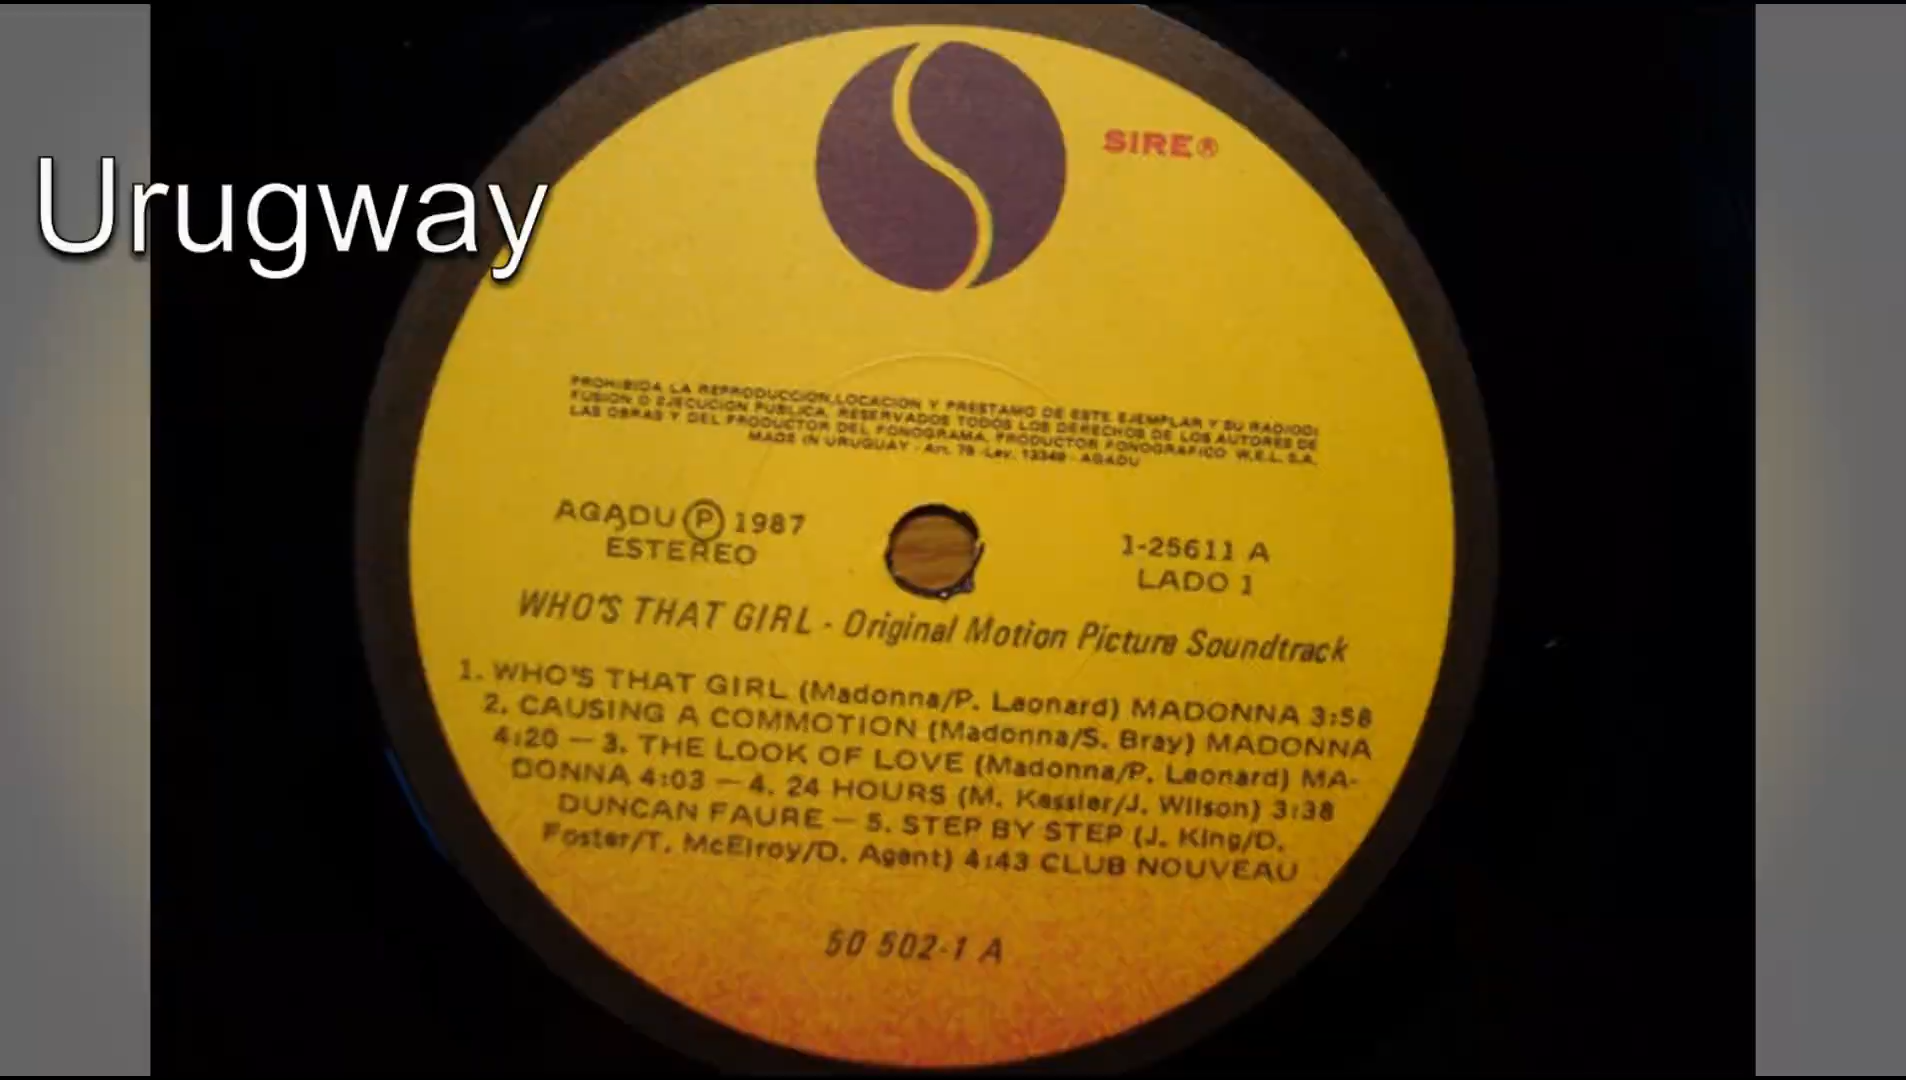 Urugway
SIRE®
PROHIBIDA LA REPRODUCCION, LOCACION Y PRESTAMO DE ESTE EJEMPLAR Y SU RADIODI
FUSION O EJECUCION PUBLICA. RESERVADOS TODOS LOS DERECHOS DE LOS AUTORES DE
LAS OBRAS Y DEL PRODUCTOR DEL FONOGRAMA. PRODUCTOR FONOGRAFICO W.E.L. S.A.
MADE IN URUGUAY - Art. 79 -Ley. 13349 - AGADU
AGADU Ⓟ 1987
ESTEREO
1-25611 A
LADO 1
WHO'S THAT GIRL - Original Motion Picture Soundtrack
1. WHO'S THAT GIRL (Madonna/P. Leonard) MADONNA 3:58
2. CAUSING A COMMOTION (Madonna/S. Bray) MADONNA
4:20 — 3. THE LOOK OF LOVE (Madonna/P. Leonard) MA-
DONNA 4:03 — 4. 24 HOURS (M. Kessler/J. Wilson) 3:38
DUNCAN FAURE — 5. STEP BY STEP (J. King/D.
Foster/T. McElroy/D. Agent) 4:43 CLUB NOUVEAU
50 502-1 A